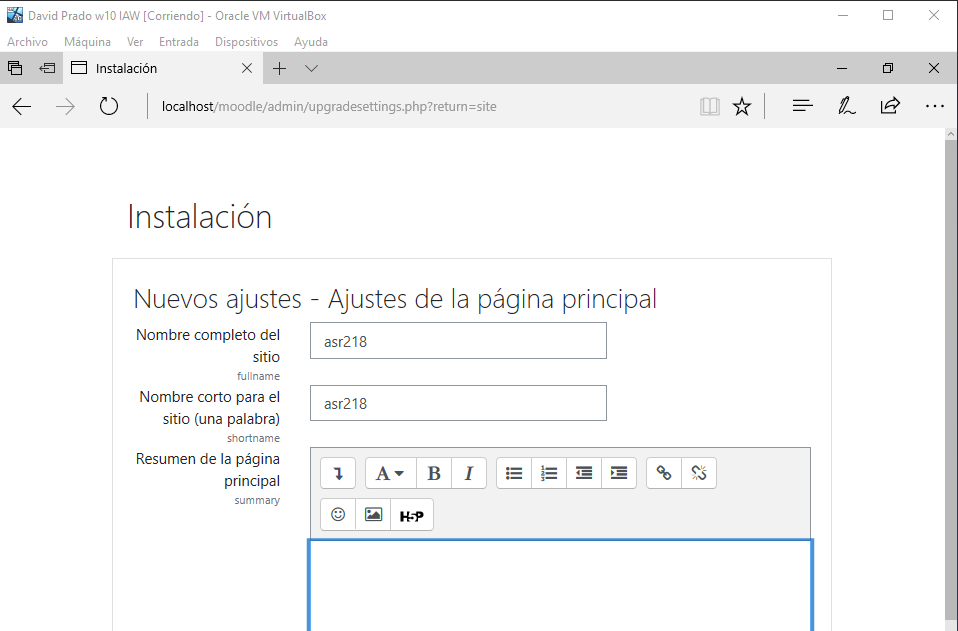 David Prado w10 IAW [Corriendo] - Oracle VM VirtualBox
Archivo Máquina Ver Entrada Dispositivos Ayuda
Instalación
localhost/moodle/admin/upgradesettings.php?return=site
Instalación
Nuevos ajustes - Ajustes de la página principal
Nombre completo del
sitio
fullname
asr218
Nombre corto para el
sitio (una palabra)
shortname
asr218
Resumen de la página
principal
summary
A B I
H5P